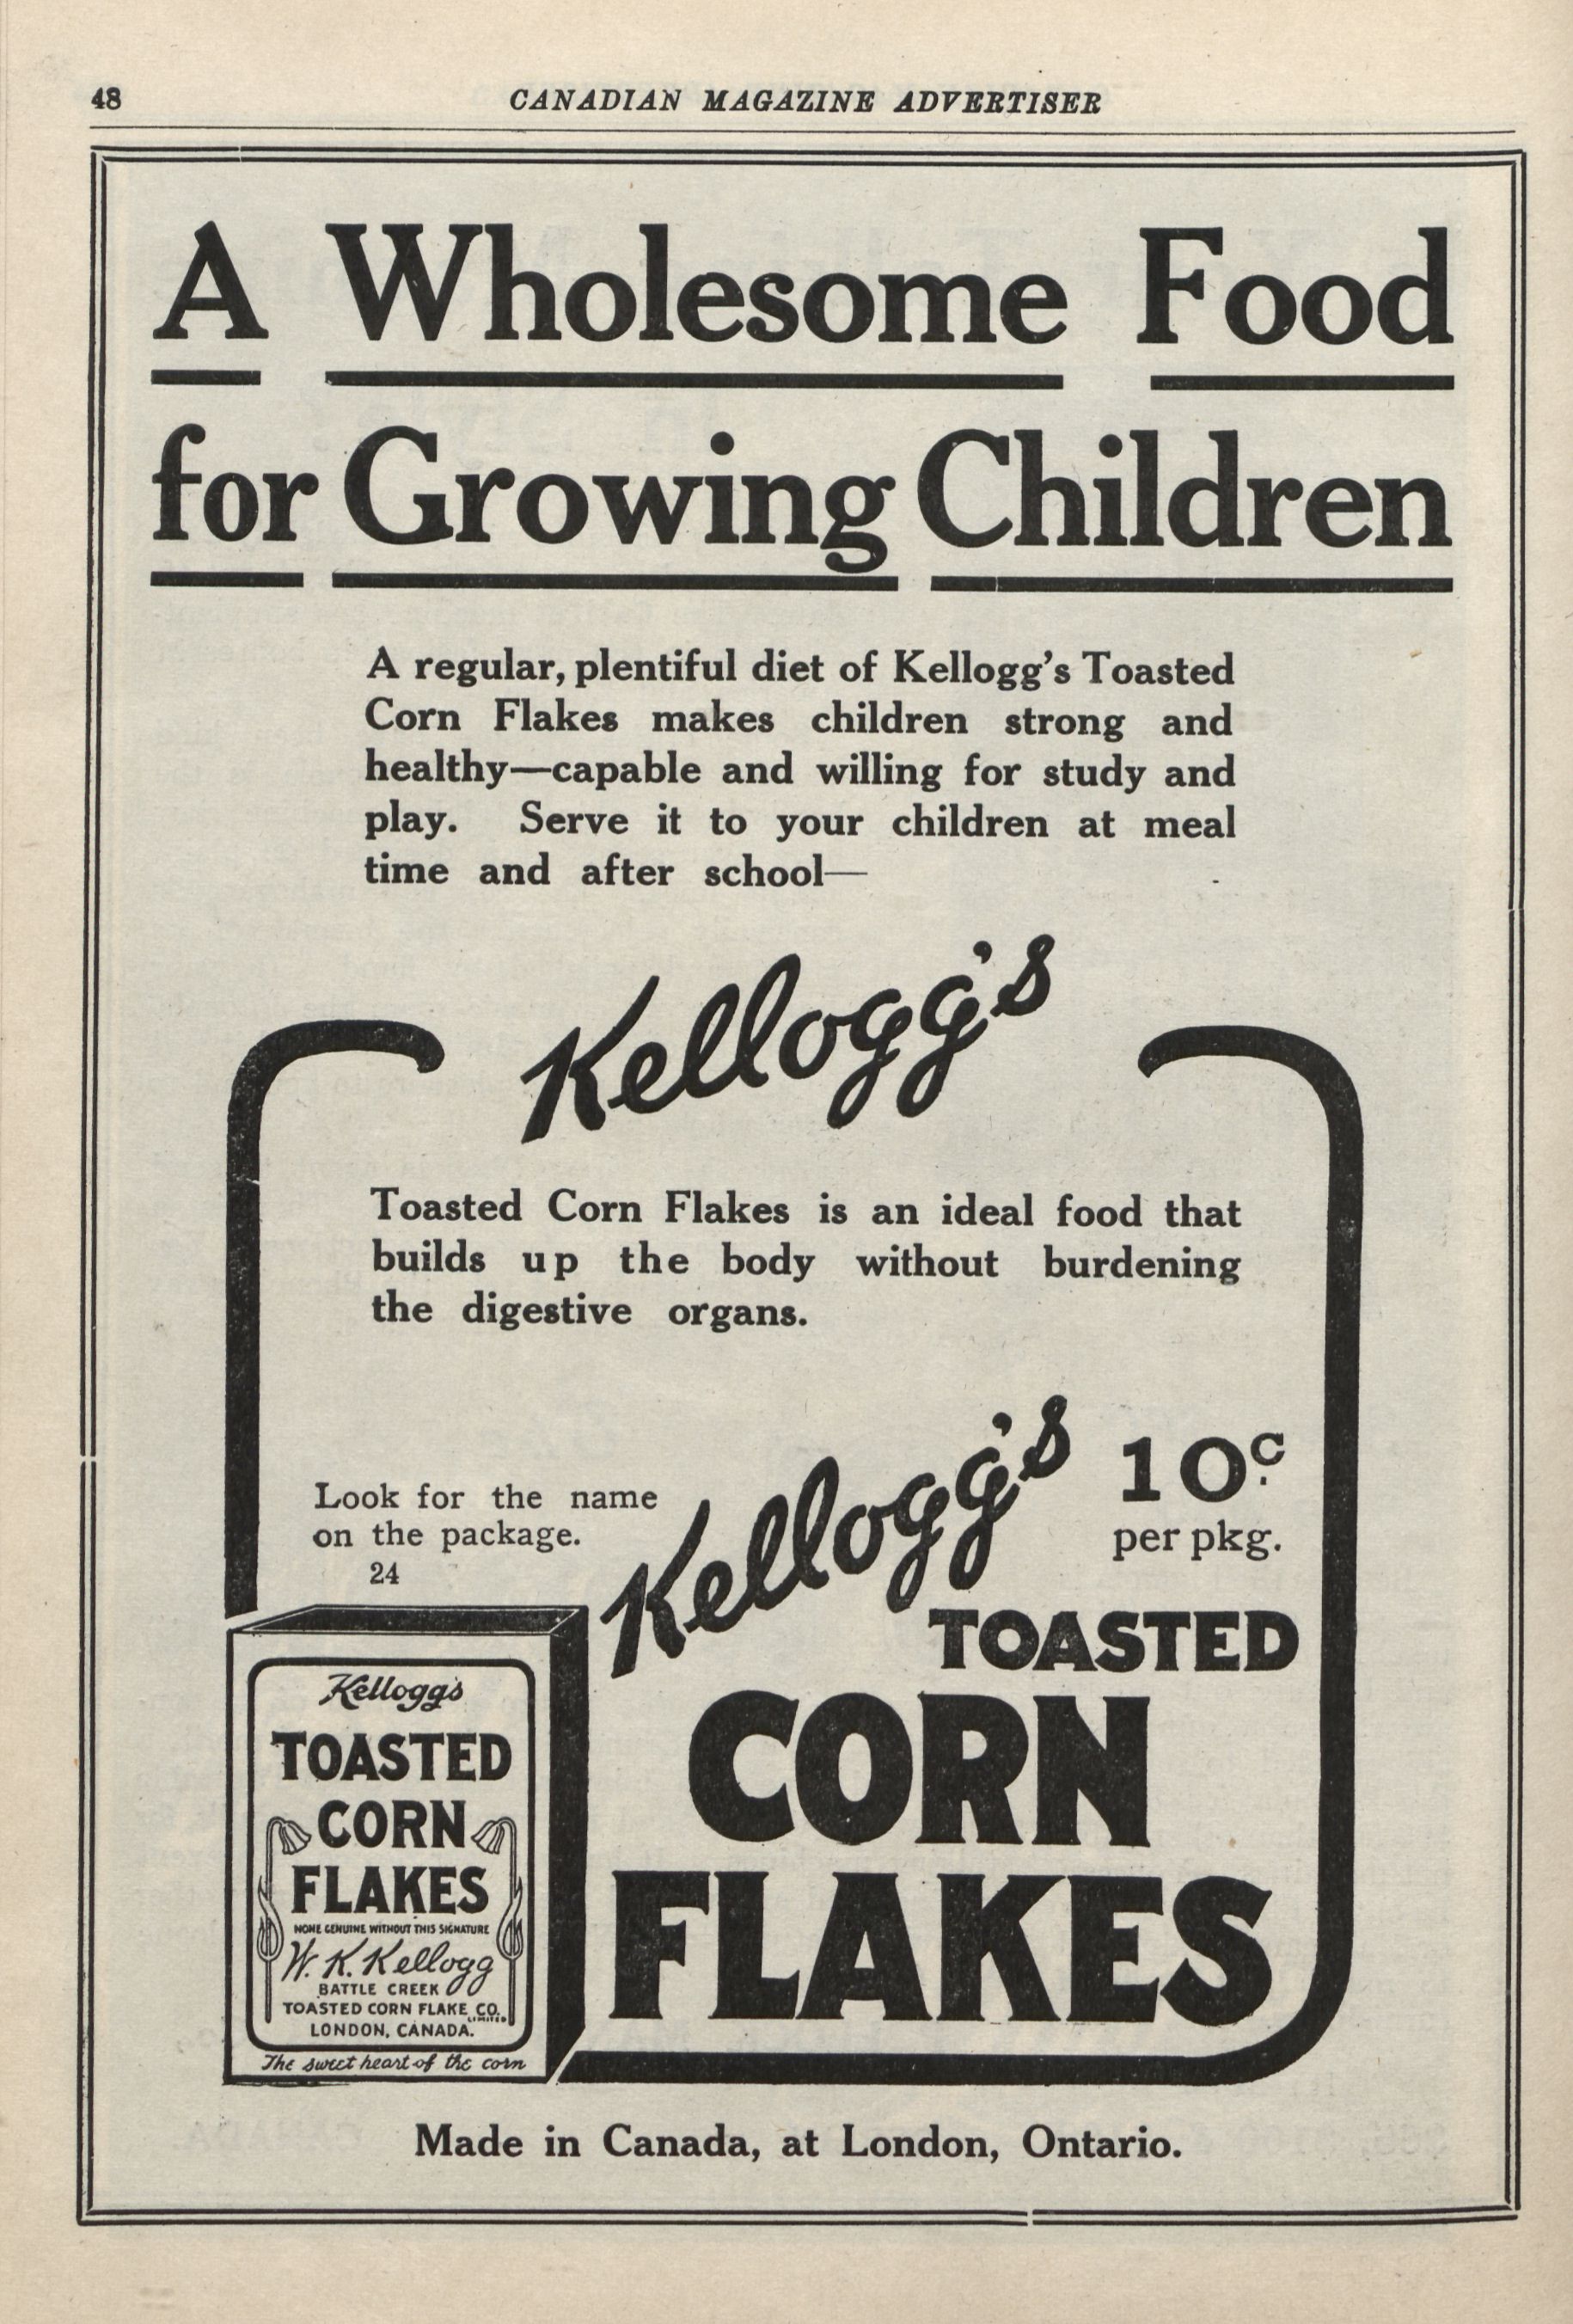 48
CANADIAN MAGAZINE ADVERTISER
A Wholesome Food
for Growing Children
A regular, plentiful diet of Kellogg's Toasted
Corn Flakes makes children strong and
healthy—capable and willing for study and
play. Serve it to your children at meal
time and after school—
Kellogg's
Toasted Corn Flakes is an ideal food that
builds up the body without burdening
the digestive organs.
Look for the name
on the package.
24
Kellogg's
10c.
per pkg.
TOASTED
CORN
FLAKES
Kellogg's
TOASTED
CORN
FLAKES
NONE GENUINE WITHOUT THIS SIGNATURE
W. K. Kellogg
BATTLE CREEK
TOASTED CORN FLAKE CO.
LIMITED
LONDON, CANADA.
The sweet heart of the corn
Made in Canada, at London, Ontario.